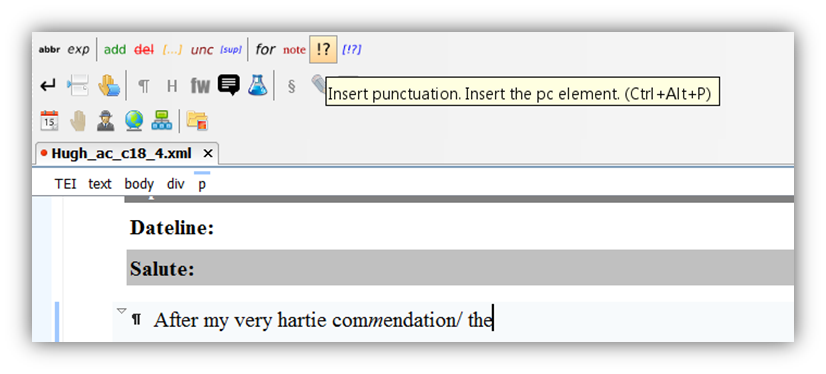 abbr exp add del [...] unc [sup] for note !? [!?]
¶ H fw §
Insert punctuation. Insert the pc element. (Ctrl+Alt+P)
15
Hugh_ac_c18_4.xml ×
TEI text body div p
Dateline:
Salute:
¶ After my very hartie commendation/ the